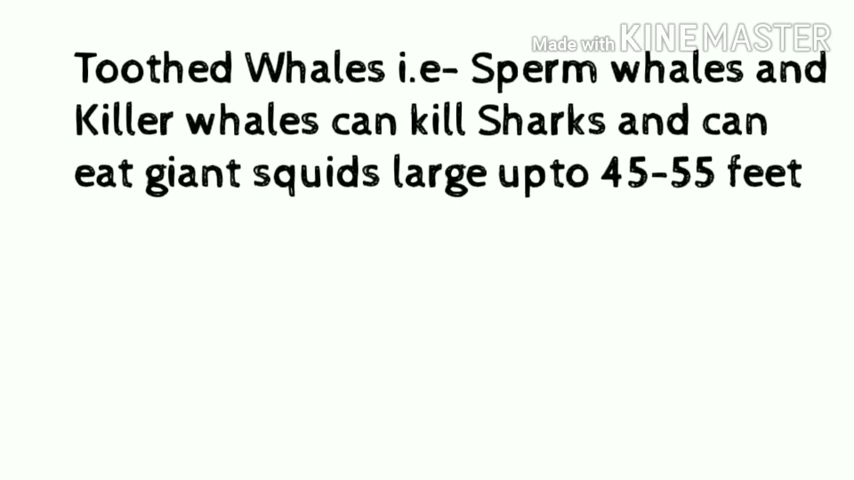 Made with KINEMASTER
Toothed Whales i.e- Sperm whales and
Killer whales can kill Sharks and can
eat giant squids large upto 45-55 feet